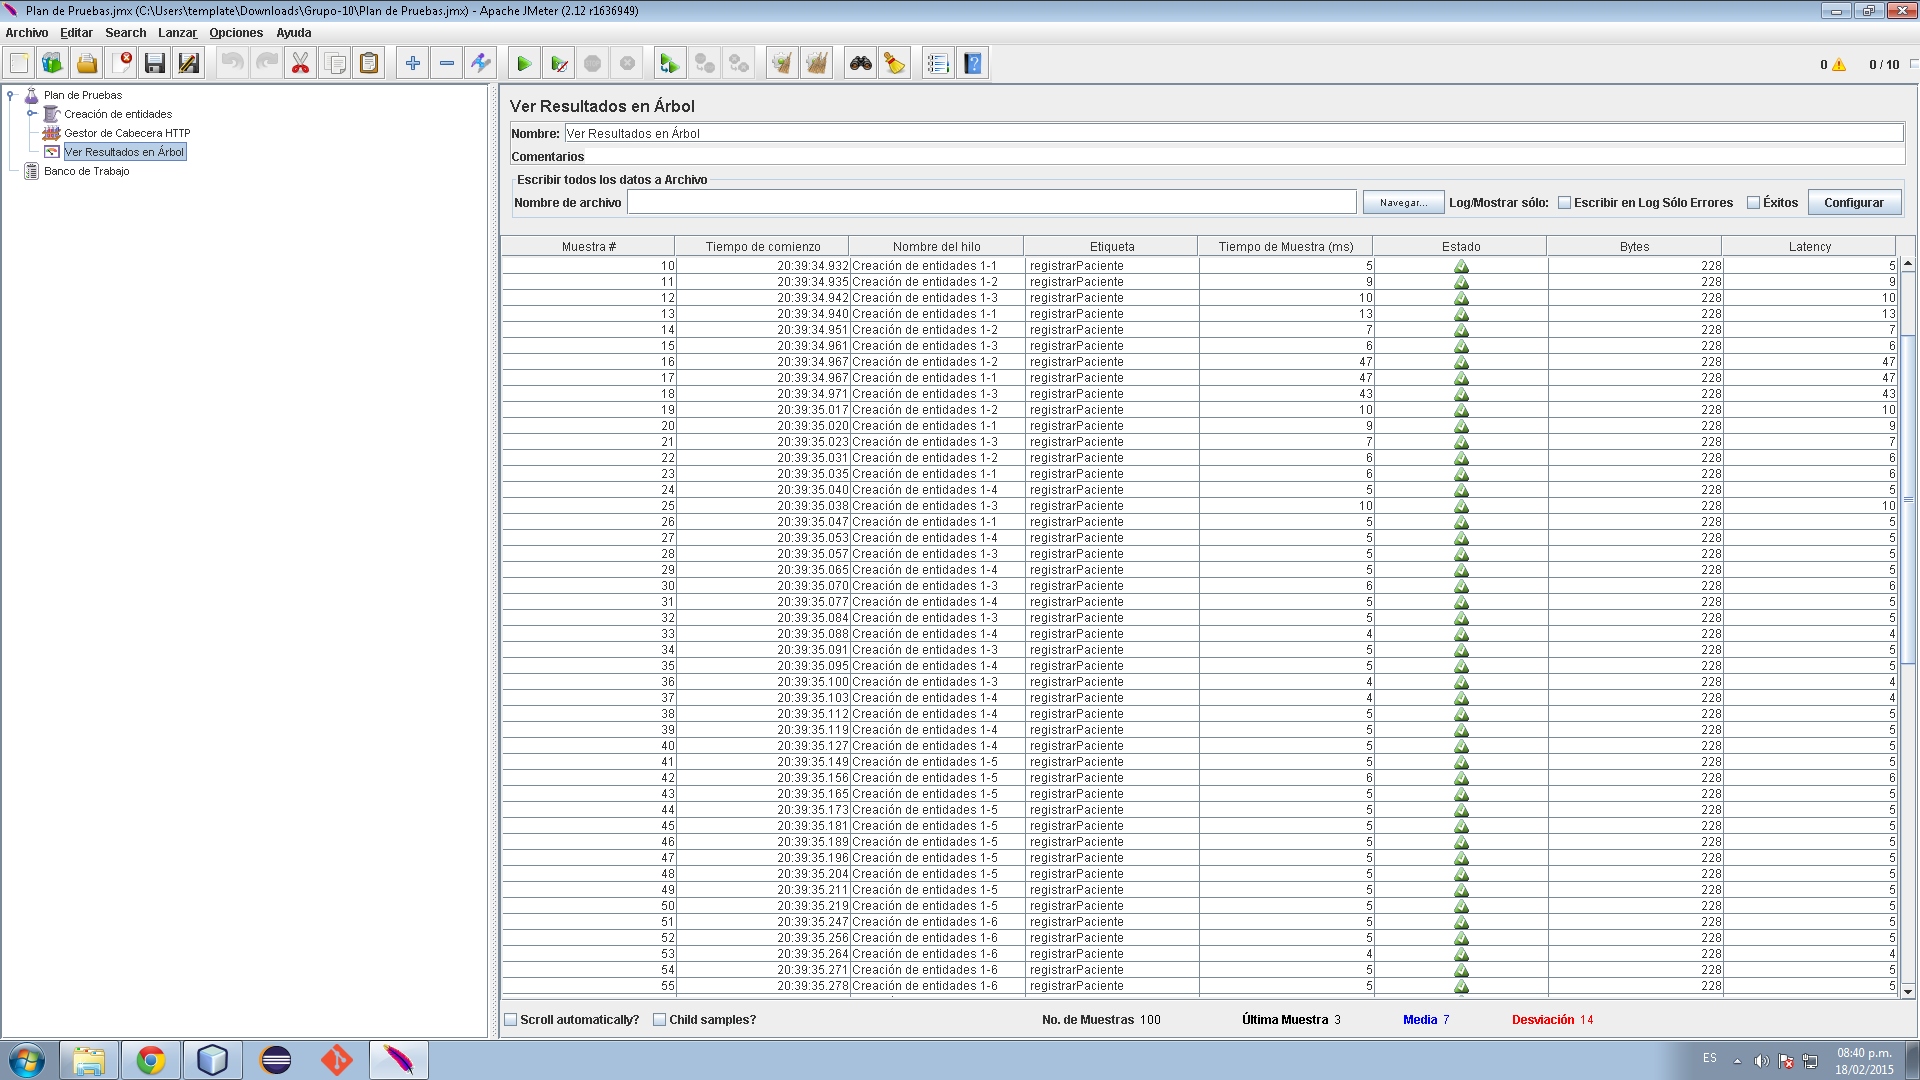 Plan de Pruebas.jmx (C:\Users\template\Downloads\Grupo-10\Plan de Pruebas.jmx) - Apache JMeter (2.12 r1636949)
Archivo Editar Search Lanzar Opciones Ayuda
0 0 / 10
Plan de Pruebas
Creación de entidades
Gestor de Cabecera HTTP
Ver Resultados en Árbol
Banco de Trabajo
Ver Resultados en Árbol
Nombre: Ver Resultados en Árbol
Comentarios
Escribir todos los datos a Archivo
Nombre de archivo Navegar... Log/Mostrar sólo: Escribir en Log Sólo Errores Éxitos Configurar
Muestra # Tiempo de comienzo Nombre del hilo Etiqueta Tiempo de Muestra (ms) Estado Bytes Latency
10 20:39:34.932 Creación de entidades 1-1 registrarPaciente 5 228 5
11 20:39:34.935 Creación de entidades 1-2 registrarPaciente 9 228 9
12 20:39:34.942 Creación de entidades 1-3 registrarPaciente 10 228 10
13 20:39:34.940 Creación de entidades 1-1 registrarPaciente 13 228 13
14 20:39:34.951 Creación de entidades 1-2 registrarPaciente 7 228 7
15 20:39:34.961 Creación de entidades 1-3 registrarPaciente 6 228 6
16 20:39:34.967 Creación de entidades 1-2 registrarPaciente 47 228 47
17 20:39:34.967 Creación de entidades 1-1 registrarPaciente 47 228 47
18 20:39:34.971 Creación de entidades 1-3 registrarPaciente 43 228 43
19 20:39:35.017 Creación de entidades 1-2 registrarPaciente 10 228 10
20 20:39:35.020 Creación de entidades 1-1 registrarPaciente 9 228 9
21 20:39:35.023 Creación de entidades 1-3 registrarPaciente 7 228 7
22 20:39:35.031 Creación de entidades 1-2 registrarPaciente 6 228 6
23 20:39:35.035 Creación de entidades 1-1 registrarPaciente 6 228 6
24 20:39:35.040 Creación de entidades 1-4 registrarPaciente 5 228 5
25 20:39:35.038 Creación de entidades 1-3 registrarPaciente 10 228 10
26 20:39:35.047 Creación de entidades 1-1 registrarPaciente 5 228 5
27 20:39:35.053 Creación de entidades 1-4 registrarPaciente 5 228 5
28 20:39:35.057 Creación de entidades 1-3 registrarPaciente 5 228 5
29 20:39:35.065 Creación de entidades 1-4 registrarPaciente 5 228 5
30 20:39:35.070 Creación de entidades 1-3 registrarPaciente 6 228 6
31 20:39:35.077 Creación de entidades 1-4 registrarPaciente 5 228 5
32 20:39:35.084 Creación de entidades 1-3 registrarPaciente 5 228 5
33 20:39:35.088 Creación de entidades 1-4 registrarPaciente 4 228 4
34 20:39:35.091 Creación de entidades 1-3 registrarPaciente 5 228 5
35 20:39:35.095 Creación de entidades 1-4 registrarPaciente 5 228 5
36 20:39:35.100 Creación de entidades 1-3 registrarPaciente 4 228 4
37 20:39:35.103 Creación de entidades 1-4 registrarPaciente 4 228 4
38 20:39:35.112 Creación de entidades 1-4 registrarPaciente 5 228 5
39 20:39:35.119 Creación de entidades 1-4 registrarPaciente 5 228 5
40 20:39:35.127 Creación de entidades 1-4 registrarPaciente 5 228 5
41 20:39:35.149 Creación de entidades 1-5 registrarPaciente 5 228 5
42 20:39:35.156 Creación de entidades 1-5 registrarPaciente 6 228 6
43 20:39:35.165 Creación de entidades 1-5 registrarPaciente 5 228 5
44 20:39:35.173 Creación de entidades 1-5 registrarPaciente 5 228 5
45 20:39:35.181 Creación de entidades 1-5 registrarPaciente 5 228 5
46 20:39:35.189 Creación de entidades 1-5 registrarPaciente 5 228 5
47 20:39:35.196 Creación de entidades 1-5 registrarPaciente 5 228 5
48 20:39:35.204 Creación de entidades 1-5 registrarPaciente 5 228 5
49 20:39:35.211 Creación de entidades 1-5 registrarPaciente 5 228 5
50 20:39:35.219 Creación de entidades 1-5 registrarPaciente 5 228 5
51 20:39:35.247 Creación de entidades 1-6 registrarPaciente 5 228 5
52 20:39:35.256 Creación de entidades 1-6 registrarPaciente 5 228 5
53 20:39:35.264 Creación de entidades 1-6 registrarPaciente 4 228 4
54 20:39:35.271 Creación de entidades 1-6 registrarPaciente 5 228 5
55 20:39:35.278 Creación de entidades 1-6 registrarPaciente 5 228 5
Scroll automatically? Child samples? No. de Muestras 100 Última Muestra 3 Media 7 Desviación 14
ES 08:40 p.m.
18/02/2015